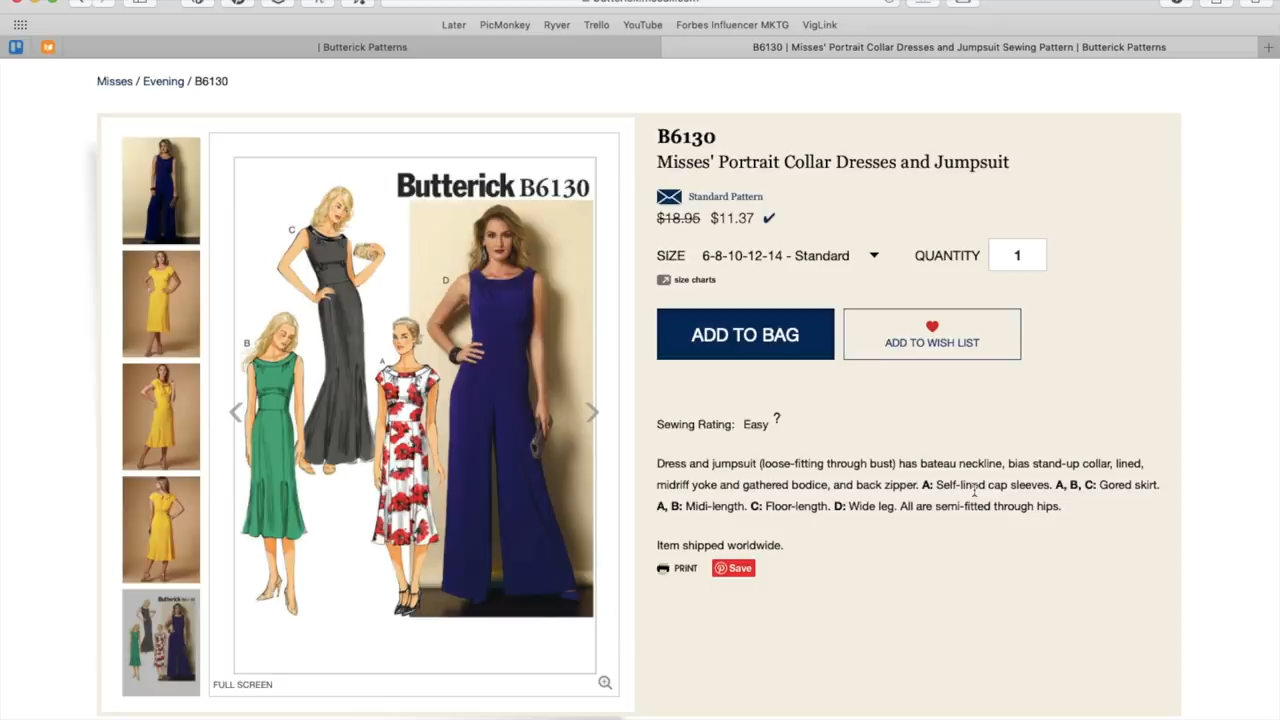 Later PicMonkey Ryver Trello YouTube Forbes Influencer MKTG VigLink
| Butterick Patterns
B6130 | Misses' Portrait Collar Dresses and Jumpsuit Sewing Pattern | Butterick Patterns
Misses / Evening / B6130
Butterick B6130
C
D
B
A
FULL SCREEN
B6130
Misses' Portrait Collar Dresses and Jumpsuit
Standard Pattern
$18.95 $11.37
SIZE 6-8-10-12-14 - Standard QUANTITY 1
size charts
ADD TO BAG
ADD TO WISH LIST
Sewing Rating: Easy ?
Dress and jumpsuit (loose-fitting through bust) has bateau neckline, bias stand-up collar, lined,
midriff yoke and gathered bodice, and back zipper. A: Self-lined cap sleeves. A, B, C: Gored skirt.
A, B: Midi-length. C: Floor-length. D: Wide leg. All are semi-fitted through hips.
Item shipped worldwide.
PRINT Save